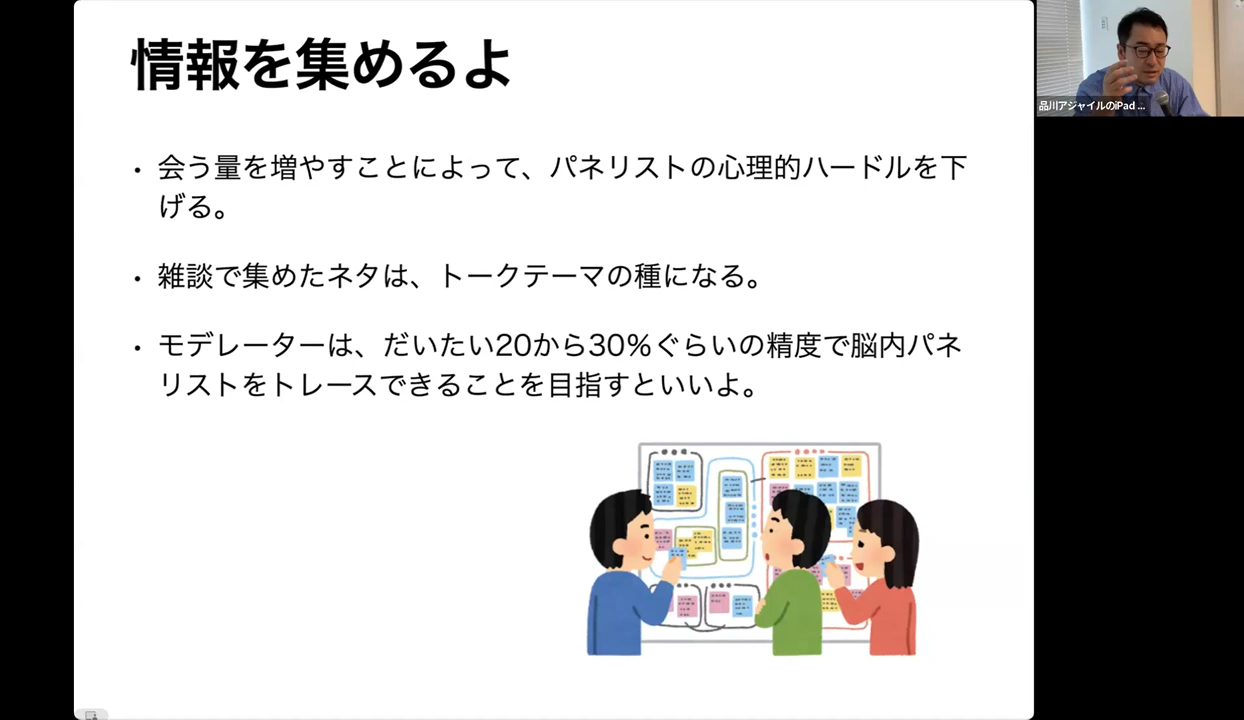 情報を集めるよ
品川アジャイルのiPad ...
・会う量を増やすことによって、パネリストの心理的ハードルを下
げる。
・雑談で集めたネタは、トークテーマの種になる。
・モデレーターは、だいたい20から30%ぐらいの精度で脳内パネ
リストをトレースできることを目指すといいよ。